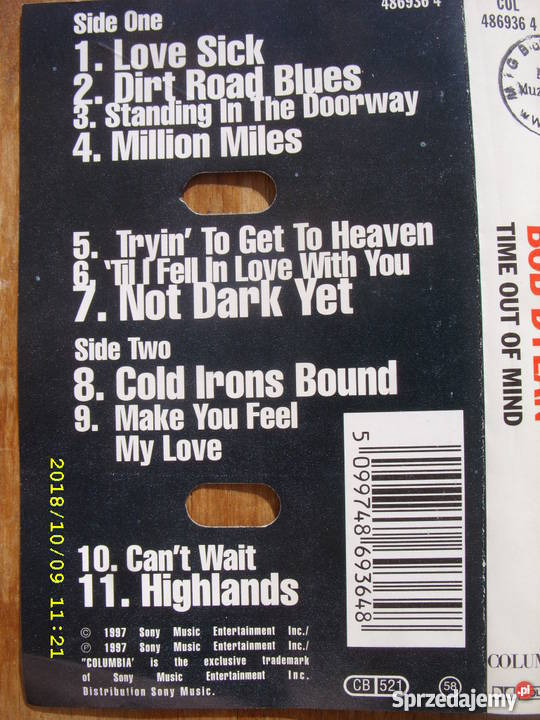 486936 4
Side One
1. Love Sick
2. Dirt Road Blues
3. Standing In The Doorway
4. Million Miles
5. Tryin' To Get To Heaven
6. 'Til I Fell In Love With You
7. Not Dark Yet
Side Two
8. Cold Irons Bound
9. Make You Feel
My Love
10. Can't Wait
11. Highlands
© 1997 Sony Music Entertainment Inc./
℗ 1997 Sony Music Entertainment Inc./
"COLUMBIA' is the exclusive trademark
of Sony Music Entertainment Inc.
Distribution Sony Music.
5 099748 693648
CB 521
58
COL
486936 4
BOB DYLAN
TIME OUT OF MIND
COLUM
2018/10/09 11:21
Sprzedajemy
.pl